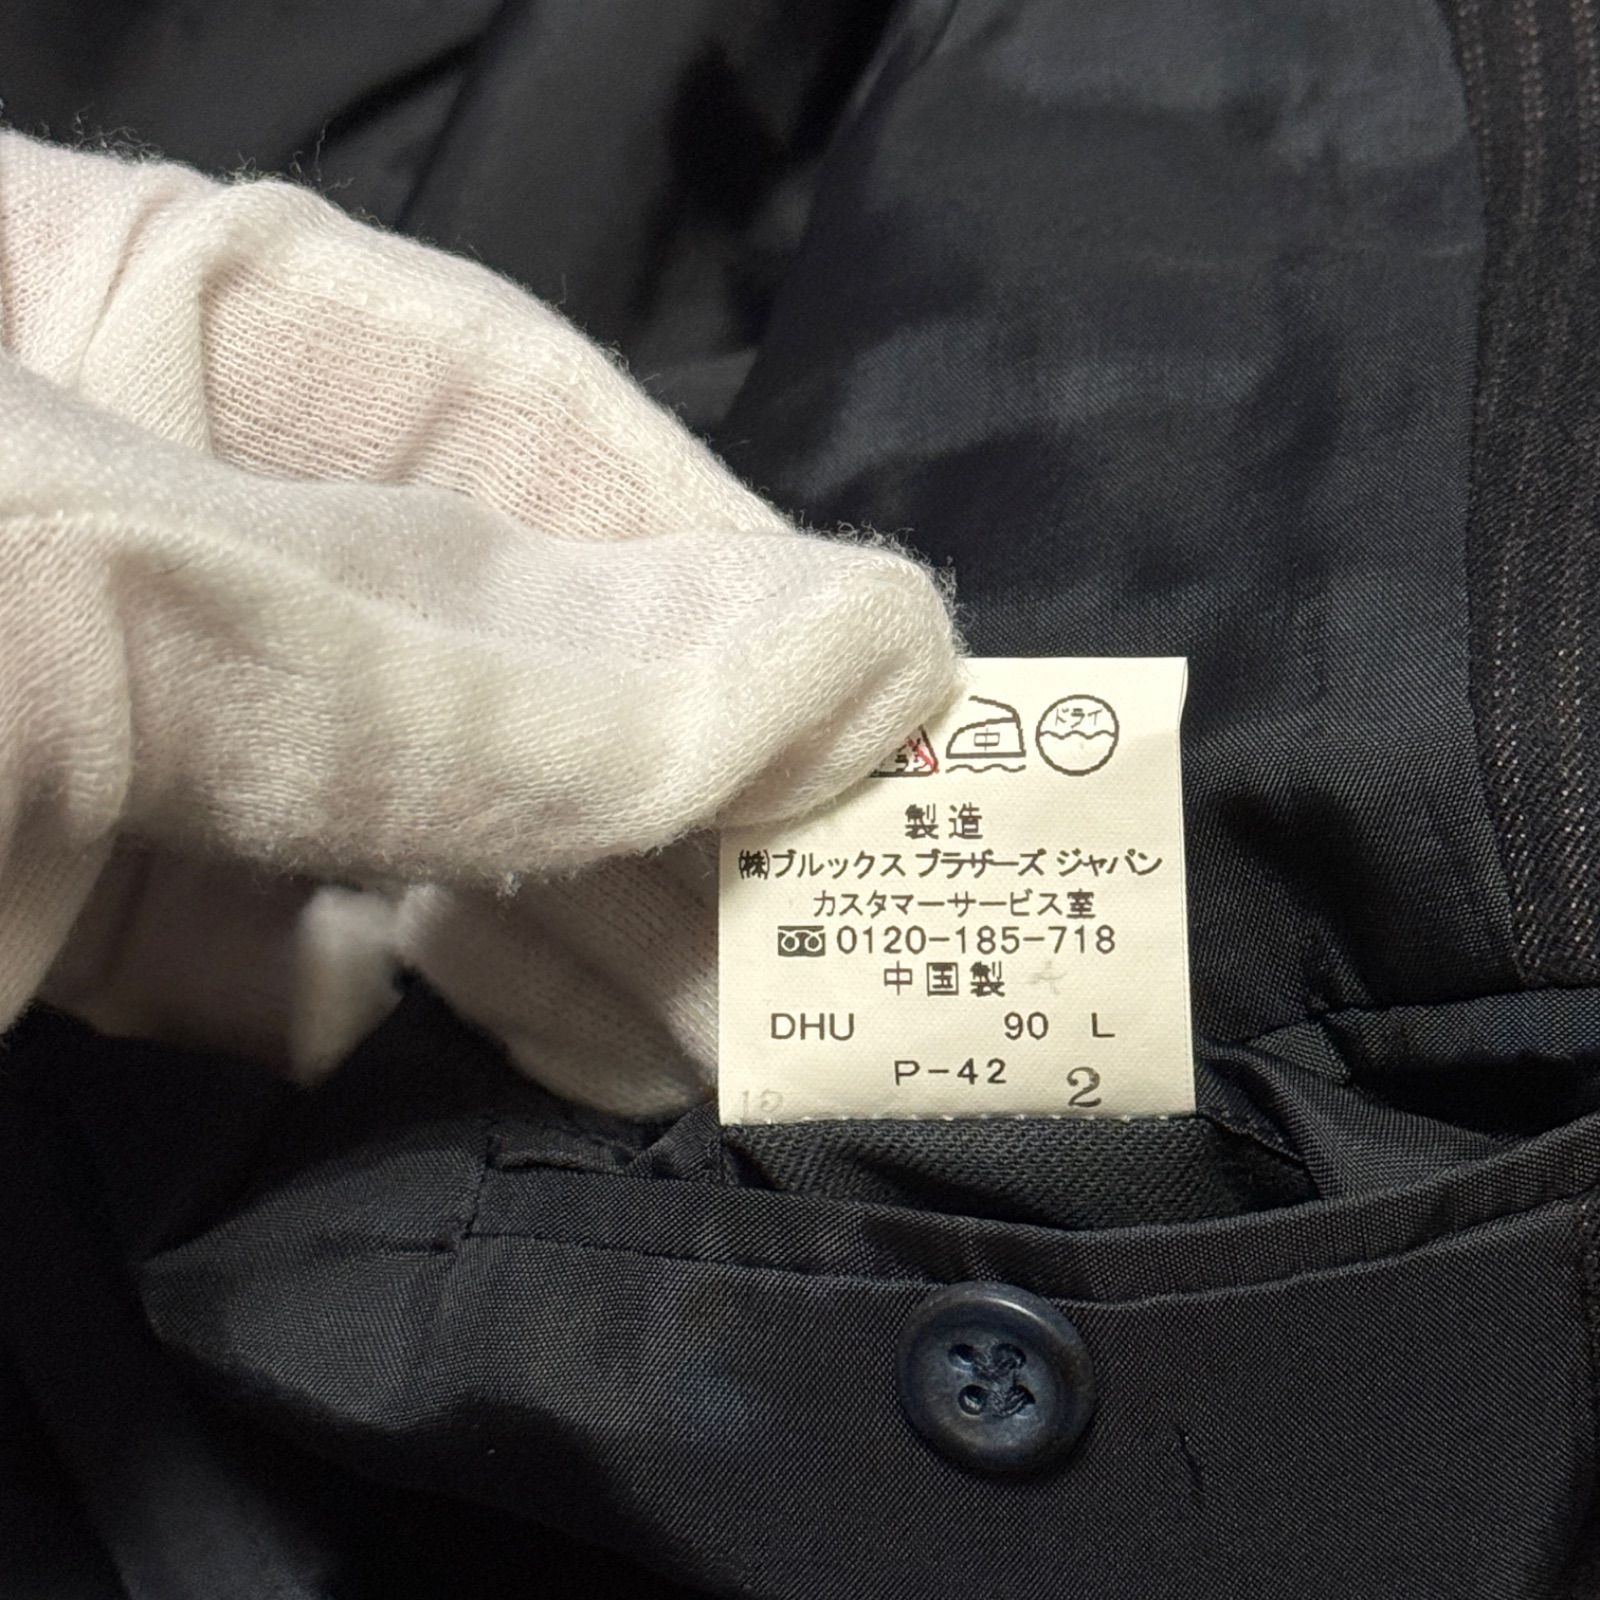 中 ドライ
製造
㈱ブルックス ブラザーズ ジャパン
カスタマーサービス室
0120-185-718
中国製
DHU 90 L
P-42 2